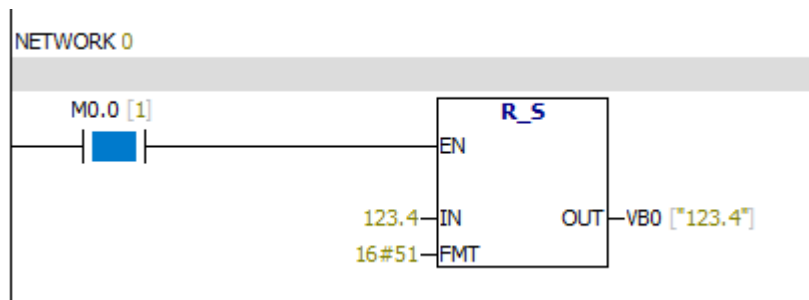 NETWORK 0
M0.0 [1]
R_S
EN
123.4 IN OUT VB0 ["123.4"]
16#51 FMT